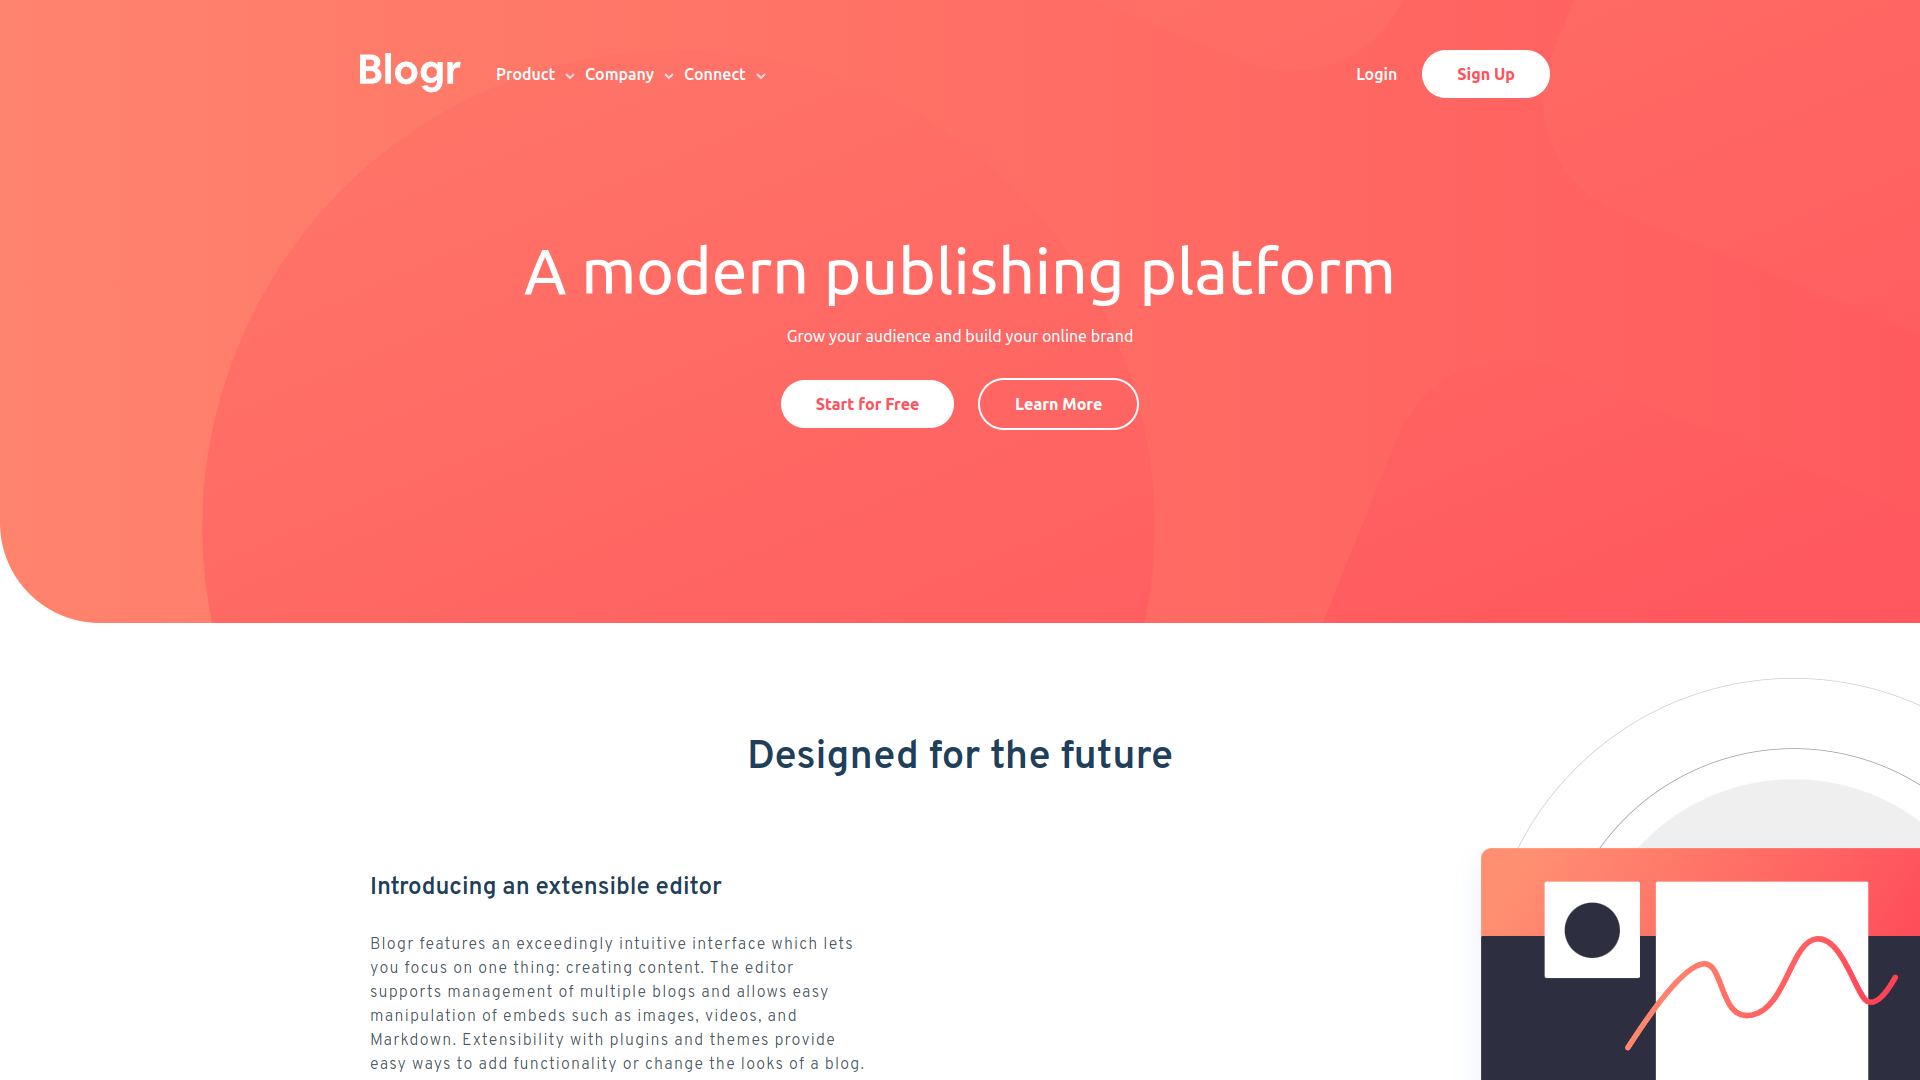 Blogr Product Company Connect Login Sign Up
A modern publishing platform
Grow your audience and build your online brand
Start for Free Learn More
Designed for the future
Introducing an extensible editor
Blogr features an exceedingly intuitive interface which lets
you focus on one thing: creating content. The editor
supports management of multiple blogs and allows easy
manipulation of embeds such as images, videos, and
Markdown. Extensibility with plugins and themes provide
easy ways to add functionality or change the looks of a blog.